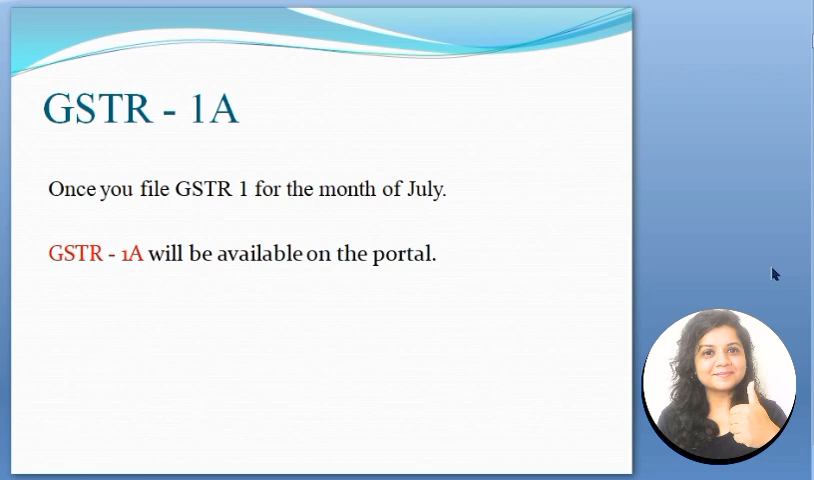 GSTR - 1A
Once you file GSTR 1 for the month of July.
GSTR - 1A will be available on the portal.